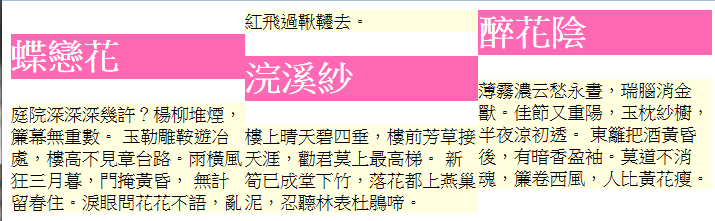 蝶戀花
庭院深深深幾許？楊柳堆煙，
簾幕無重數。 玉勒雕鞍遊冶
處，樓高不見章台路。雨橫風
狂三月暮，門掩黃昏， 無計
留春住。淚眼問花花不語，亂
紅飛過鞦韆去。
浣溪紗
樓上晴天碧四垂，樓前芳草接
天涯，勸君莫上最高梯。 新
筍已成堂下竹，落花都上燕巢
泥，忍聽林表杜鵑啼。
醉花陰
薄霧濃云愁永晝，瑞腦消金
獸。佳節又重陽，玉枕紗櫥，
半夜涼初透。 東籬把酒黃昏
後，有暗香盈袖。莫道不消
魂，簾卷西風，人比黃花瘦。